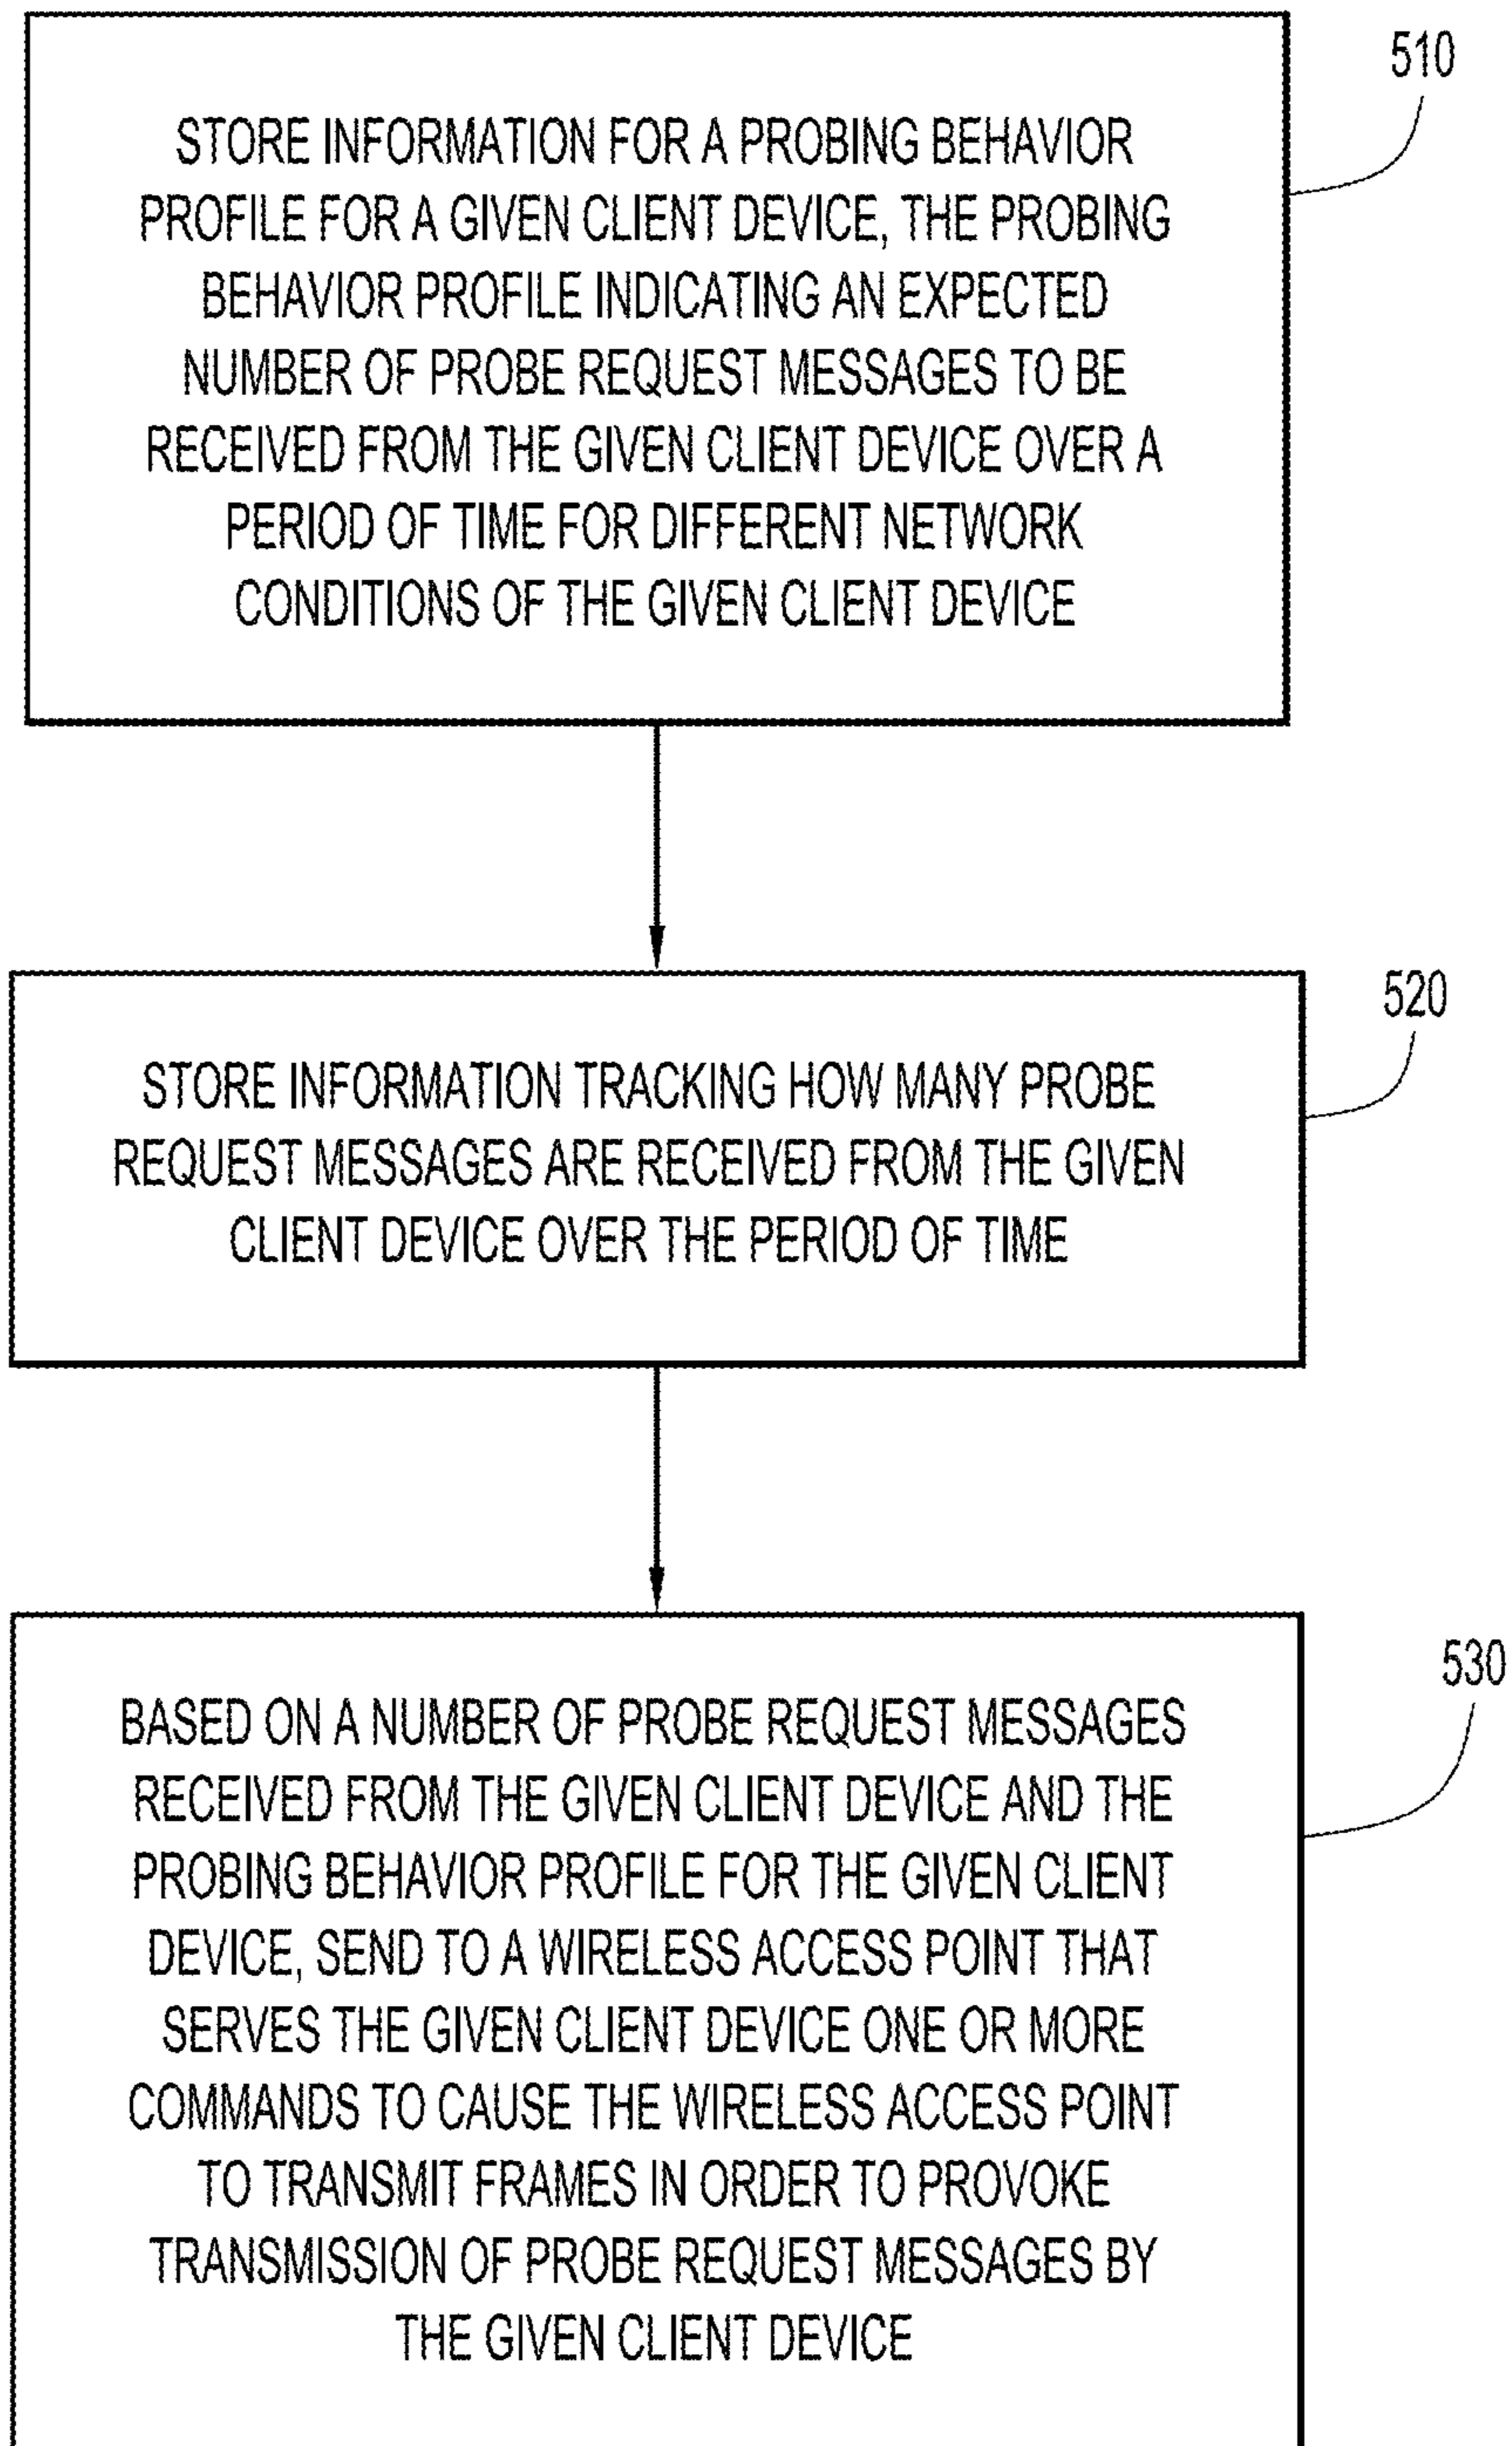 510
STORE INFORMATION FOR A PROBING BEHAVIOR
PROFILE FOR A GIVEN CLIENT DEVICE, THE PROBING
BEHAVIOR PROFILE INDICATING AN EXPECTED
NUMBER OF PROBE REQUEST MESSAGES TO BE
RECEIVED FROM THE GIVEN CLIENT DEVICE OVER A
PERIOD OF TIME FOR DIFFERENT NETWORK
CONDITIONS OF THE GIVEN CLIENT DEVICE
520
STORE INFORMATION TRACKING HOW MANY PROBE
REQUEST MESSAGES ARE RECEIVED FROM THE GIVEN
CLIENT DEVICE OVER THE PERIOD OF TIME
530
BASED ON A NUMBER OF PROBE REQUEST MESSAGES
RECEIVED FROM THE GIVEN CLIENT DEVICE AND THE
PROBING BEHAVIOR PROFILE FOR THE GIVEN CLIENT
DEVICE, SEND TO A WIRELESS ACCESS POINT THAT
SERVES THE GIVEN CLIENT DEVICE ONE OR MORE
COMMANDS TO CAUSE THE WIRELESS ACCESS POINT
TO TRANSMIT FRAMES IN ORDER TO PROVOKE
TRANSMISSION OF PROBE REQUEST MESSAGES BY
THE GIVEN CLIENT DEVICE